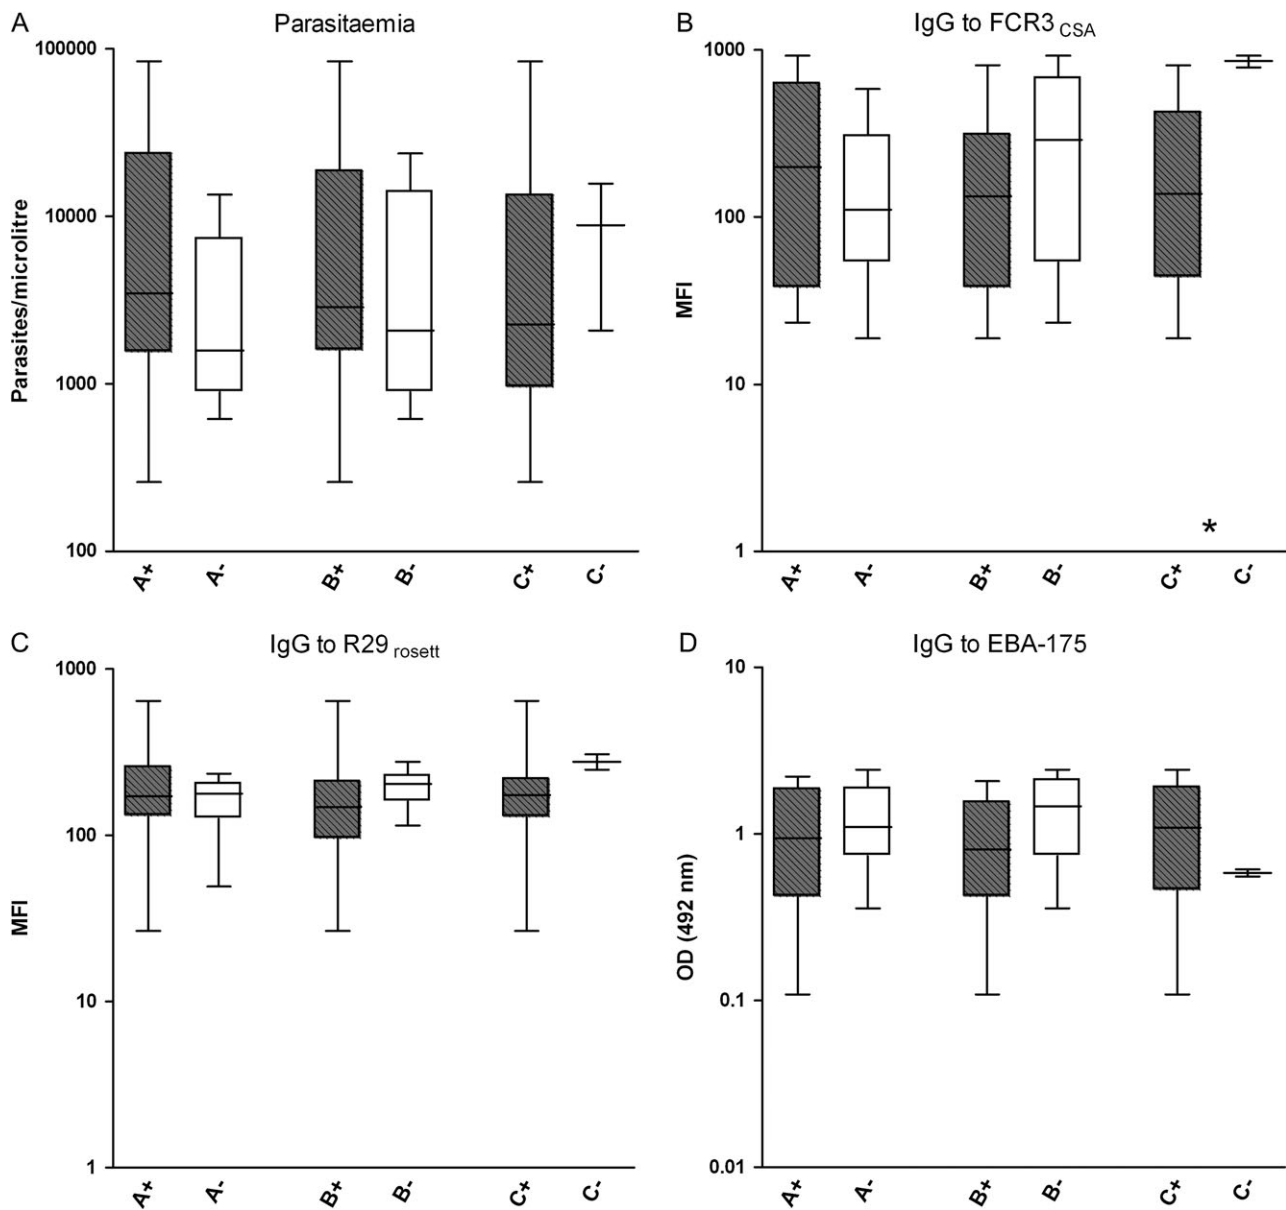 A
Parasitaemia
Parasites/microlitre
100000
10000
1000
100
A+ A- B+ B- C+ C-
B
IgG to FCR3 CSA
MFI
1000
100
10
1
*
A+ A- B+ B- C+ C-
C
IgG to R29 rosett
MFI
1000
100
10
1
A+ A- B+ B- C+ C-
D
IgG to EBA-175
OD (492 nm)
10
1
0.1
0.01
A+ A- B+ B- C+ C-